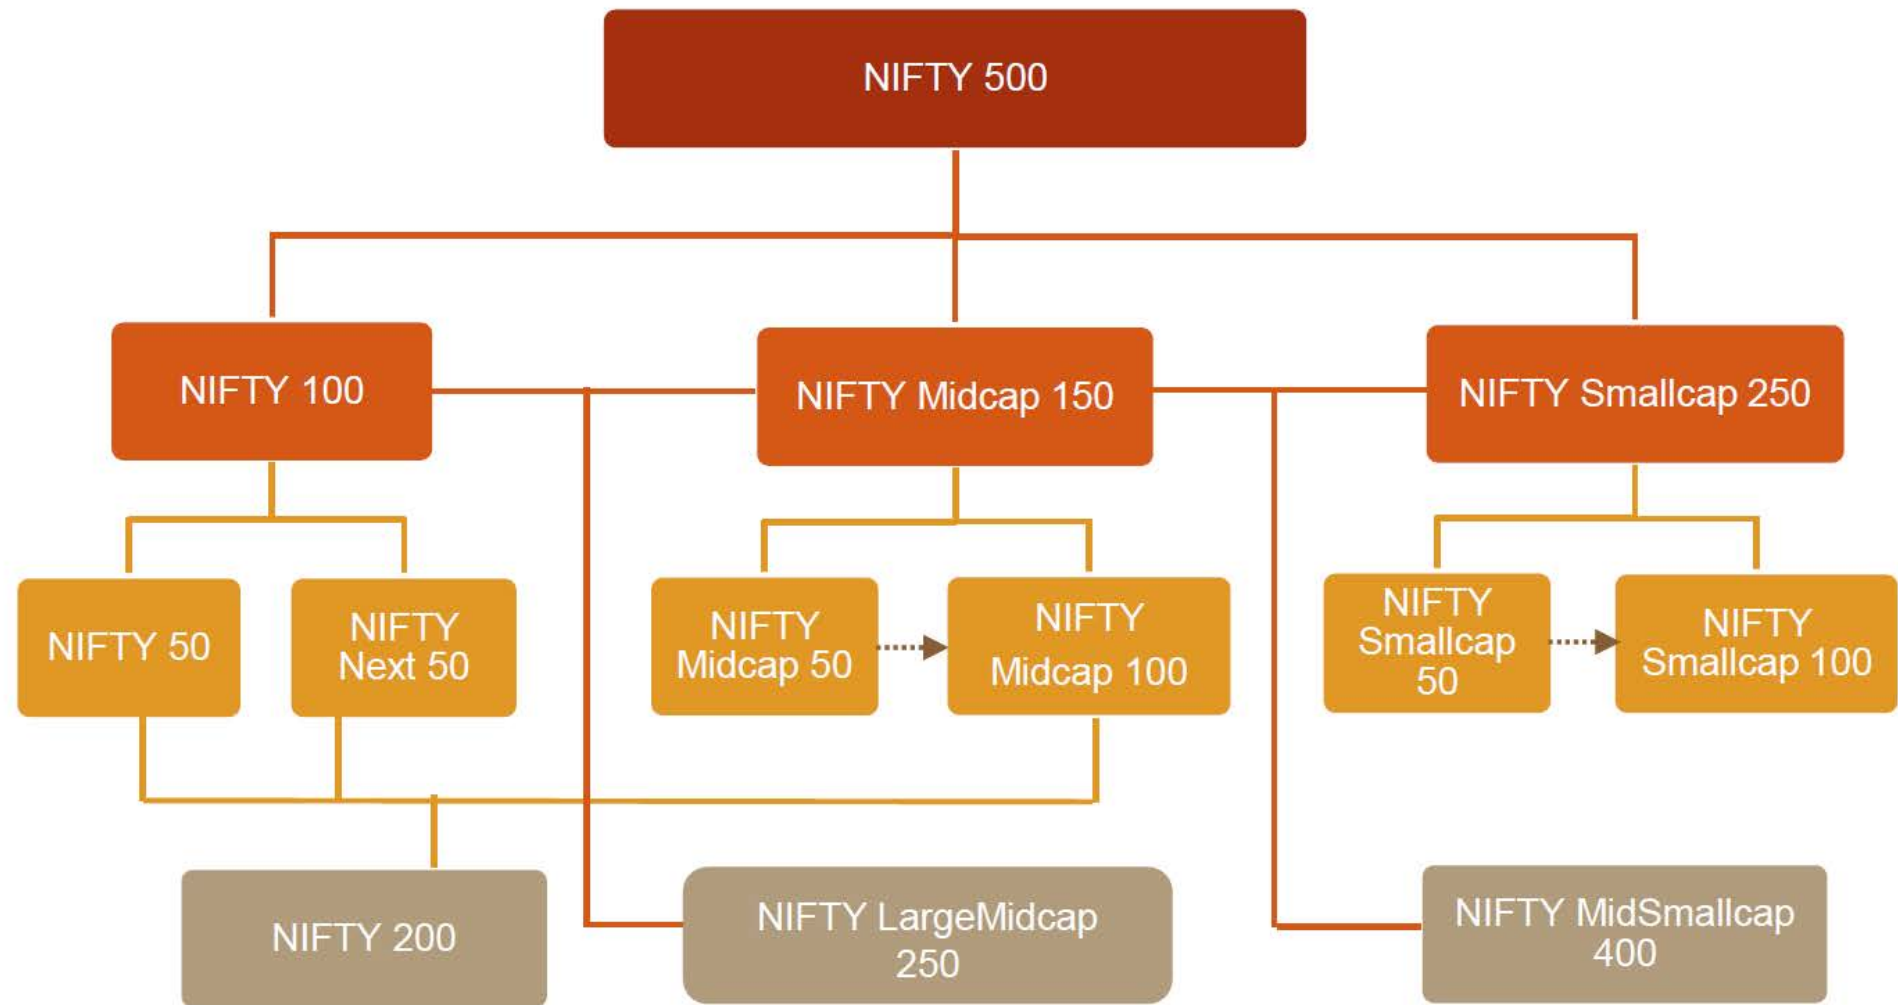 NIFTY 500
NIFTY 100
NIFTY Midcap 150
NIFTY Smallcap 250
NIFTY 50
NIFTY
Next 50
NIFTY
Midcap 50
NIFTY
Midcap 100
NIFTY
Smallcap
50
NIFTY
Smallcap 100
NIFTY 200
NIFTY LargeMidcap
250
NIFTY MidSmallcap
400